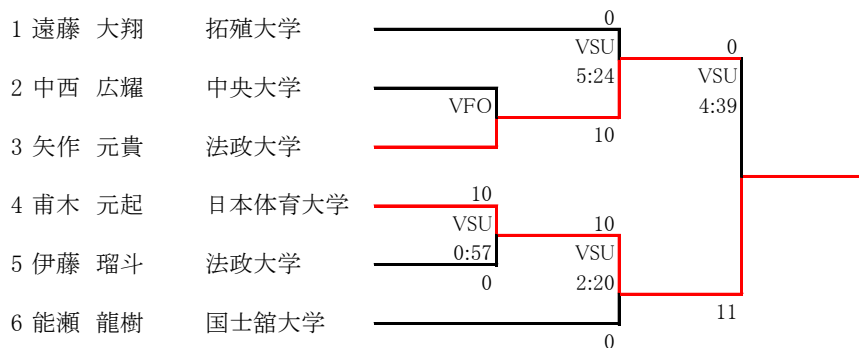 0
1 遠藤 大翔 拓殖大学
VSU 0
5:24 VSU
2 中西 広耀 中央大学
VFO 4:39
10
3 矢作 元貴 法政大学
10
4 甫木 元起 日本体育大学
VSU 10
0:57 VSU
5 伊藤 瑠斗 法政大学
0 2:20
11
6 能瀬 龍樹 国士舘大学
0